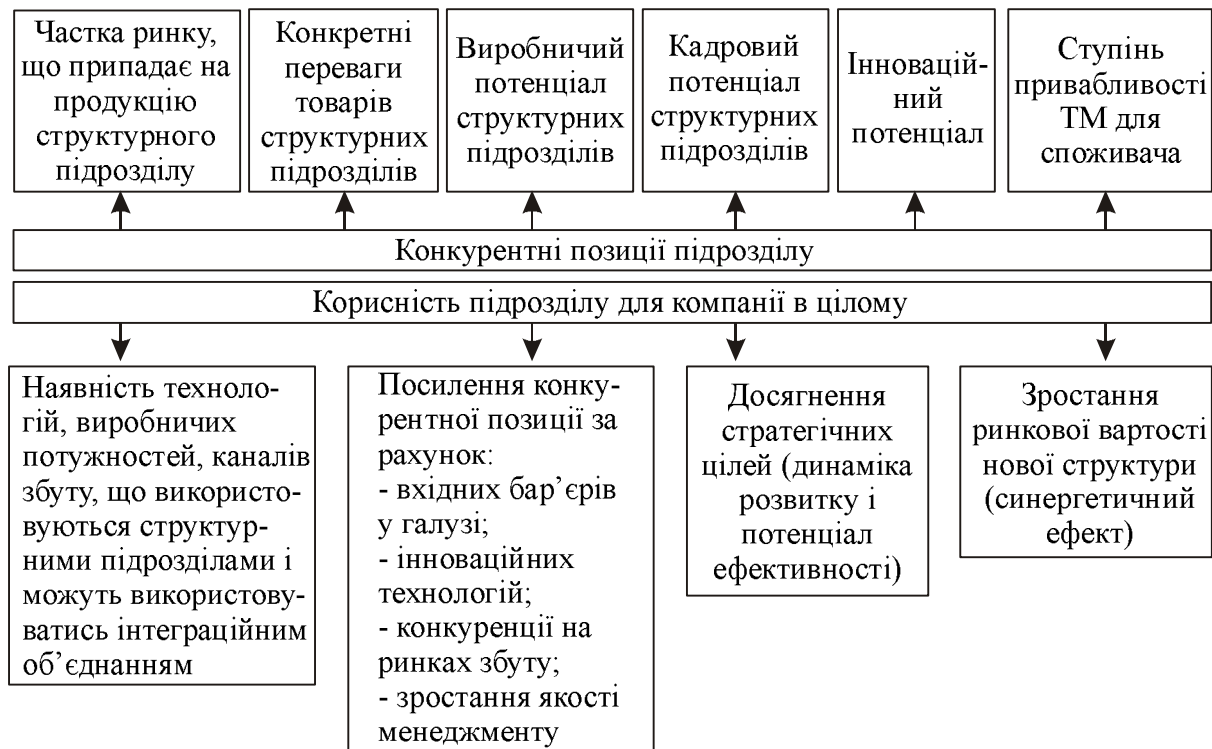 Частка ринку,
що припадає на
продукцію
структурного
підрозділу
Конкретні
переваги
товарів
структурних
підрозділів
Виробничий
потенціал
структурних
підрозділів
Кадровий
потенціал
структурних
підрозділів
Інновацій-
ний
потенціал
Ступінь
привабливості
ТМ для
споживача
Конкурентні позиції підрозділу
Корисність підрозділу для компанії в цілому
Наявність техноло-
гій, виробничих
потужностей, каналів
збуту, що використо-
вуються структур-
ними підрозділами і
можуть використову-
ватись інтеграційним
об’єднанням
Посилення конку-
рентної позиції за
рахунок:
- вхідних бар’єрів
у галузі;
- інноваційних
технологій;
- конкуренції на
ринках збуту;
- зростання якості
менеджменту
Досягнення
стратегічних
цілей (динаміка
розвитку і
потенціал
ефективності)
Зростання
ринкової вартості
нової структури
(синергетичний
ефект)